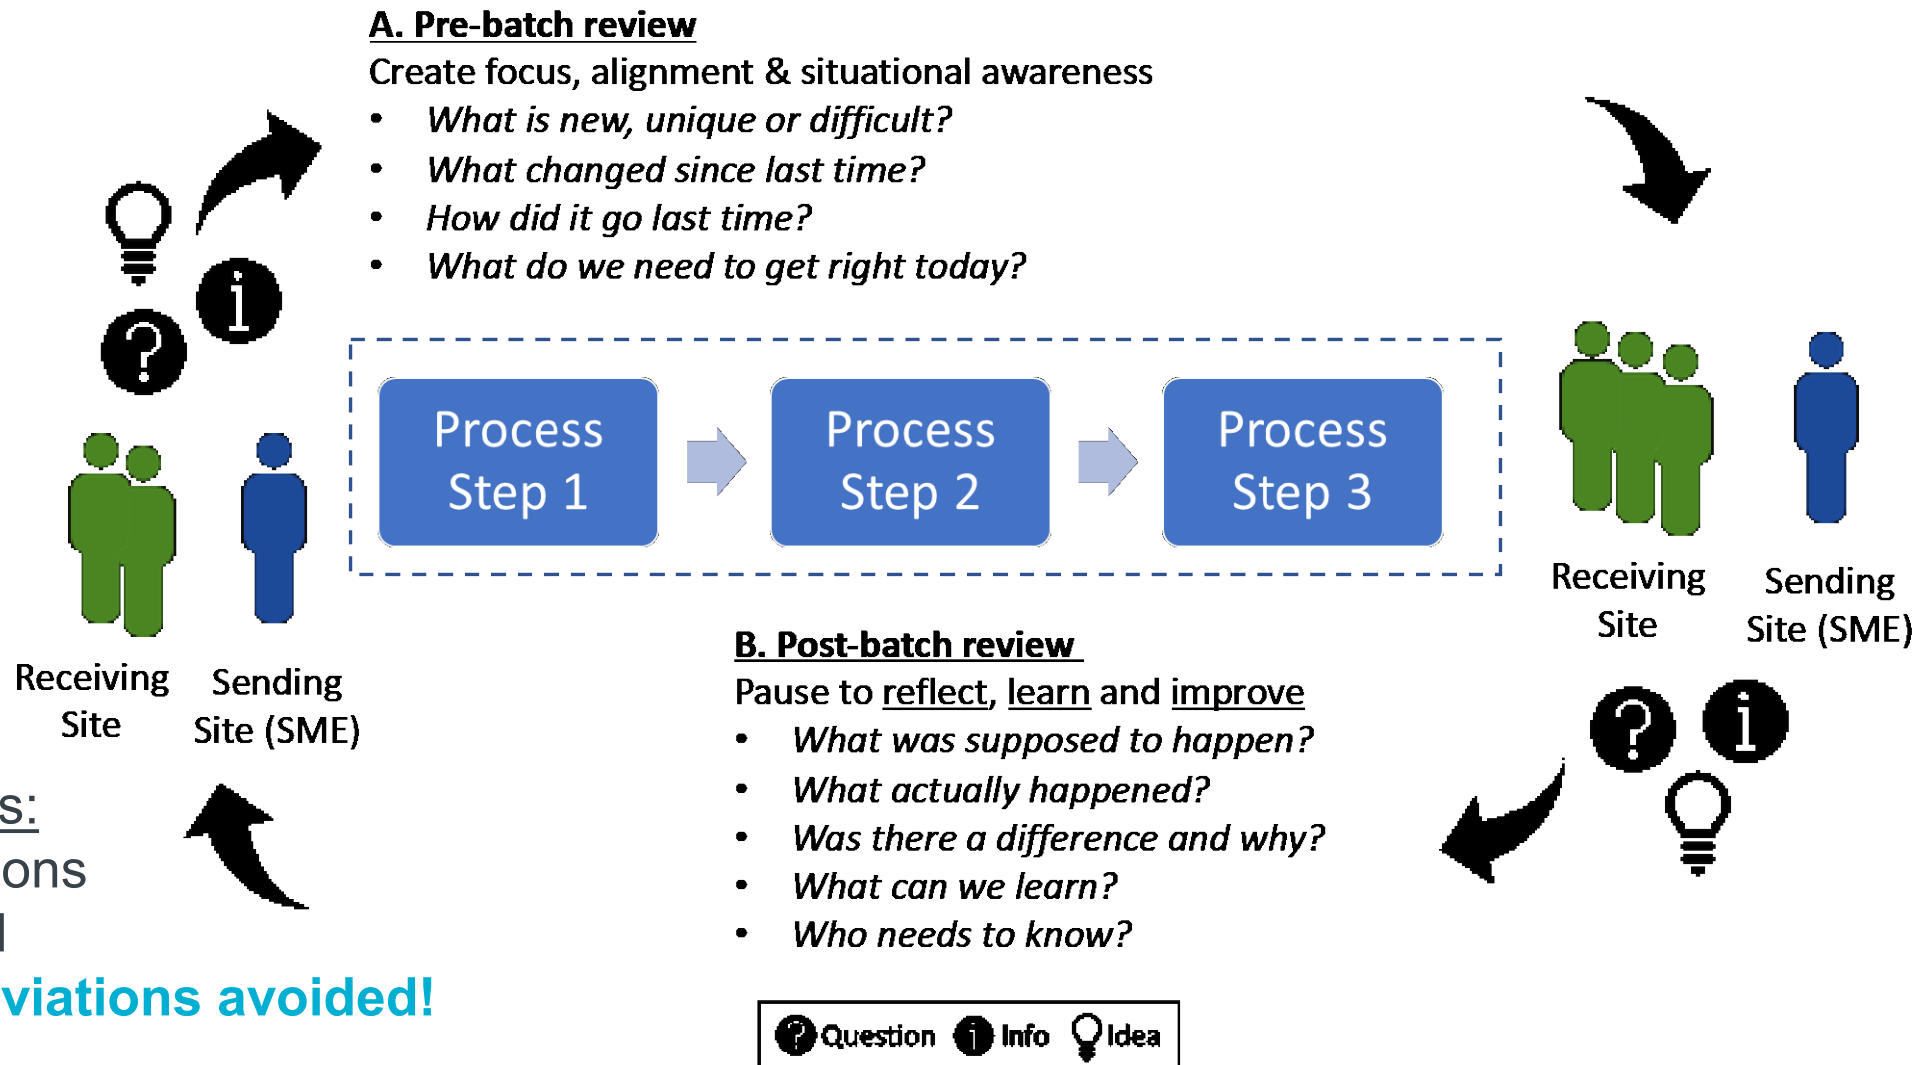 A. Pre-batch review
Create focus, alignment & situational awareness
• What is new, unique or difficult?
• What changed since last time?
• How did it go last time?
• What do we need to get right today?
Process
Step 1
Process
Step 2
Process
Step 3
Receiving
Site
Sending
Site (SME)
Receiving
Site
Sending
Site (SME)
B. Post-batch review
Pause to reflect, learn and improve
• What was supposed to happen?
• What actually happened?
• Was there a difference and why?
• What can we learn?
• Who needs to know?
s:
ons
viations avoided!
Question Info Idea